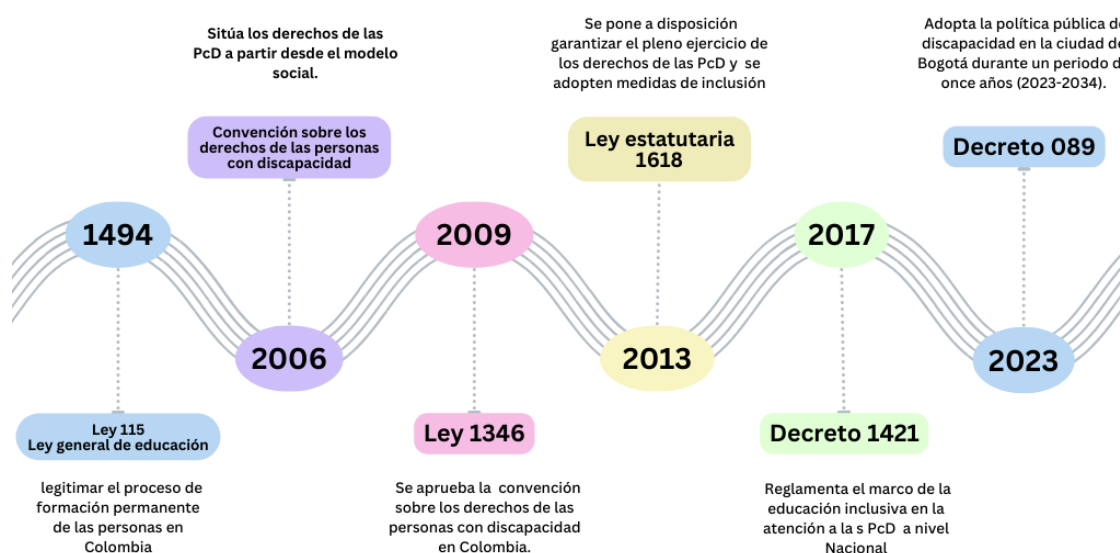 Sitúa los derechos de las
PcD a partir desde el modelo
social.
Convención sobre los
derechos de las personas
con discapacidad
Se pone a disposición
garantizar el pleno ejercicio de
los derechos de las PcD y  se
adopten medidas de inclusión
Ley estatutaria
1618
Adopta la política pública de
discapacidad en la ciudad de
Bogotá durante un periodo d
once años (2023-2034).
Decreto 089
1494
2009
2017
2006
2013
2023
Ley 115
Ley general de educación
legitimar el proceso de
formación permanente
de las personas en
Colombia
Ley 1346
Se aprueba la  convención
sobre los derechos de las
personas con discapacidad
en Colombia.
Decreto 1421
Reglamenta el marco de la
educación inclusiva en la
atención a la s PcD  a nivel
Nacional